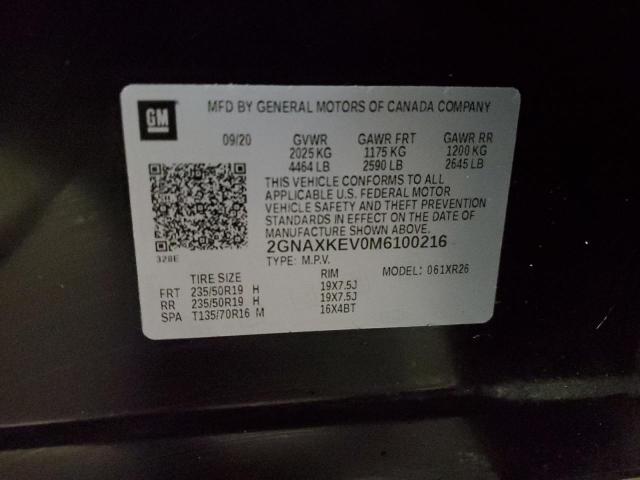 GM
MFD BY GENERAL MOTORS OF CANADA COMPANY
09/20 GVWR GAWR FRT GAWR RR
2025 KG 1175 KG 1200 KG
4464 LB 2590 LB 2645 LB
THIS VEHICLE CONFORMS TO ALL
APPLICABLE U.S. FEDERAL MOTOR
VEHICLE SAFETY AND THEFT PREVENTION
STANDARDS IN EFFECT ON THE DATE OF
MANUFACTURE SHOWN ABOVE.
2GNAXKEV0M6100216
328E
TYPE: M.P.V. MODEL: 061XR26
TIRE SIZE RIM
FRT 235/50R19 H 19X7.5J
RR 235/50R19 H 19X7.5J
SPA T135/70R16 M 16X4BT